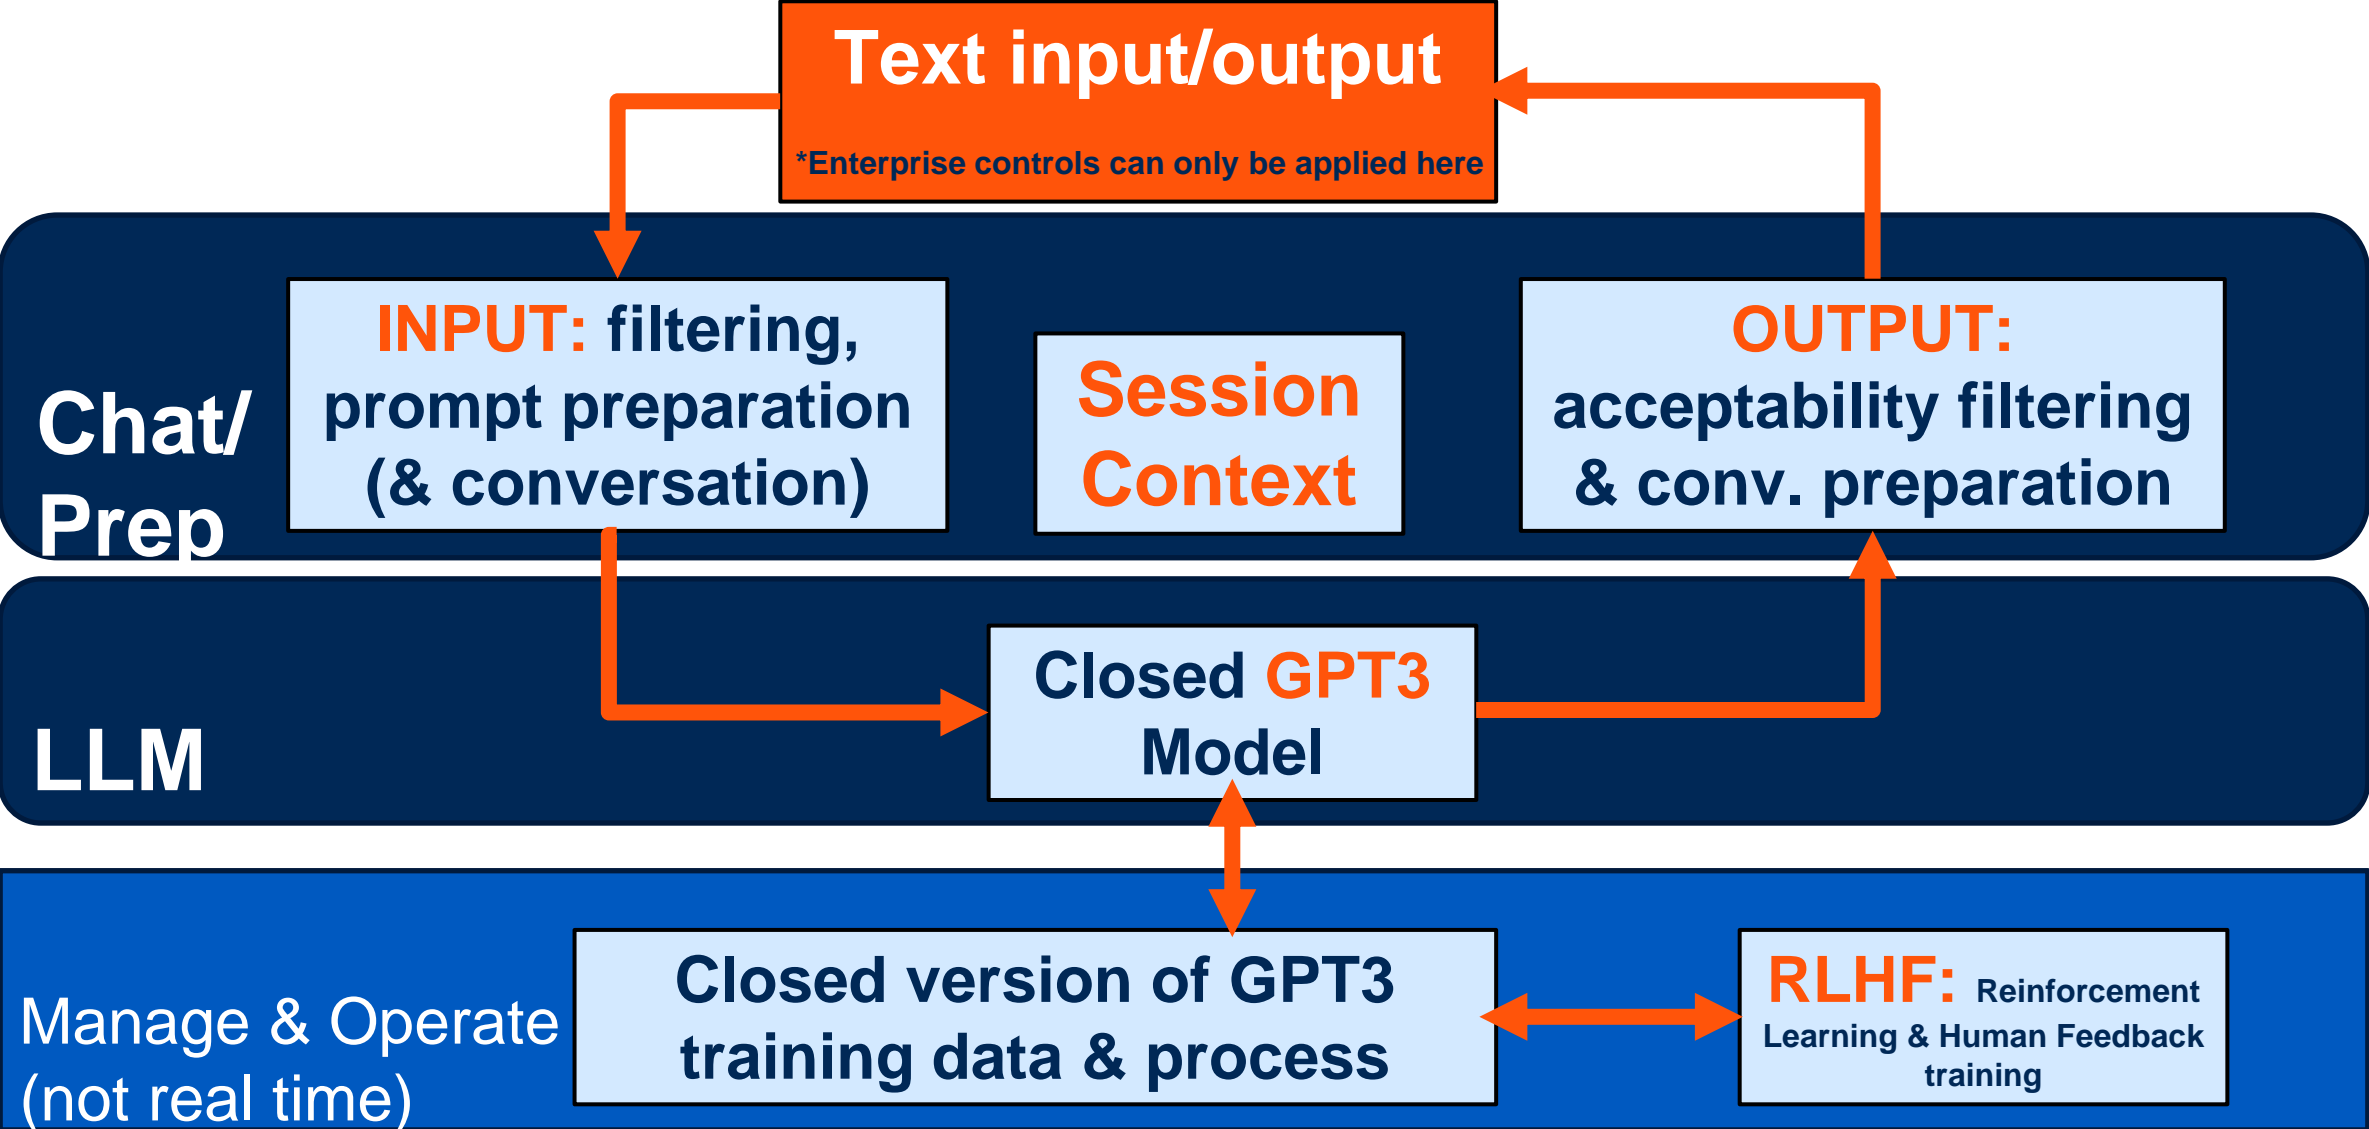 Text input/output
*Enterprise controls can only be applied here
Chat/
Prep
INPUT: filtering,
prompt preparation
(& conversation)
Session
Context
OUTPUT:
acceptability filtering
& conv. preparation
LLM
Closed GPT3
Model
Manage & Operate
(not real time)
Closed version of GPT3
training data & process
RLHF: Reinforcement
Learning & Human Feedback
training